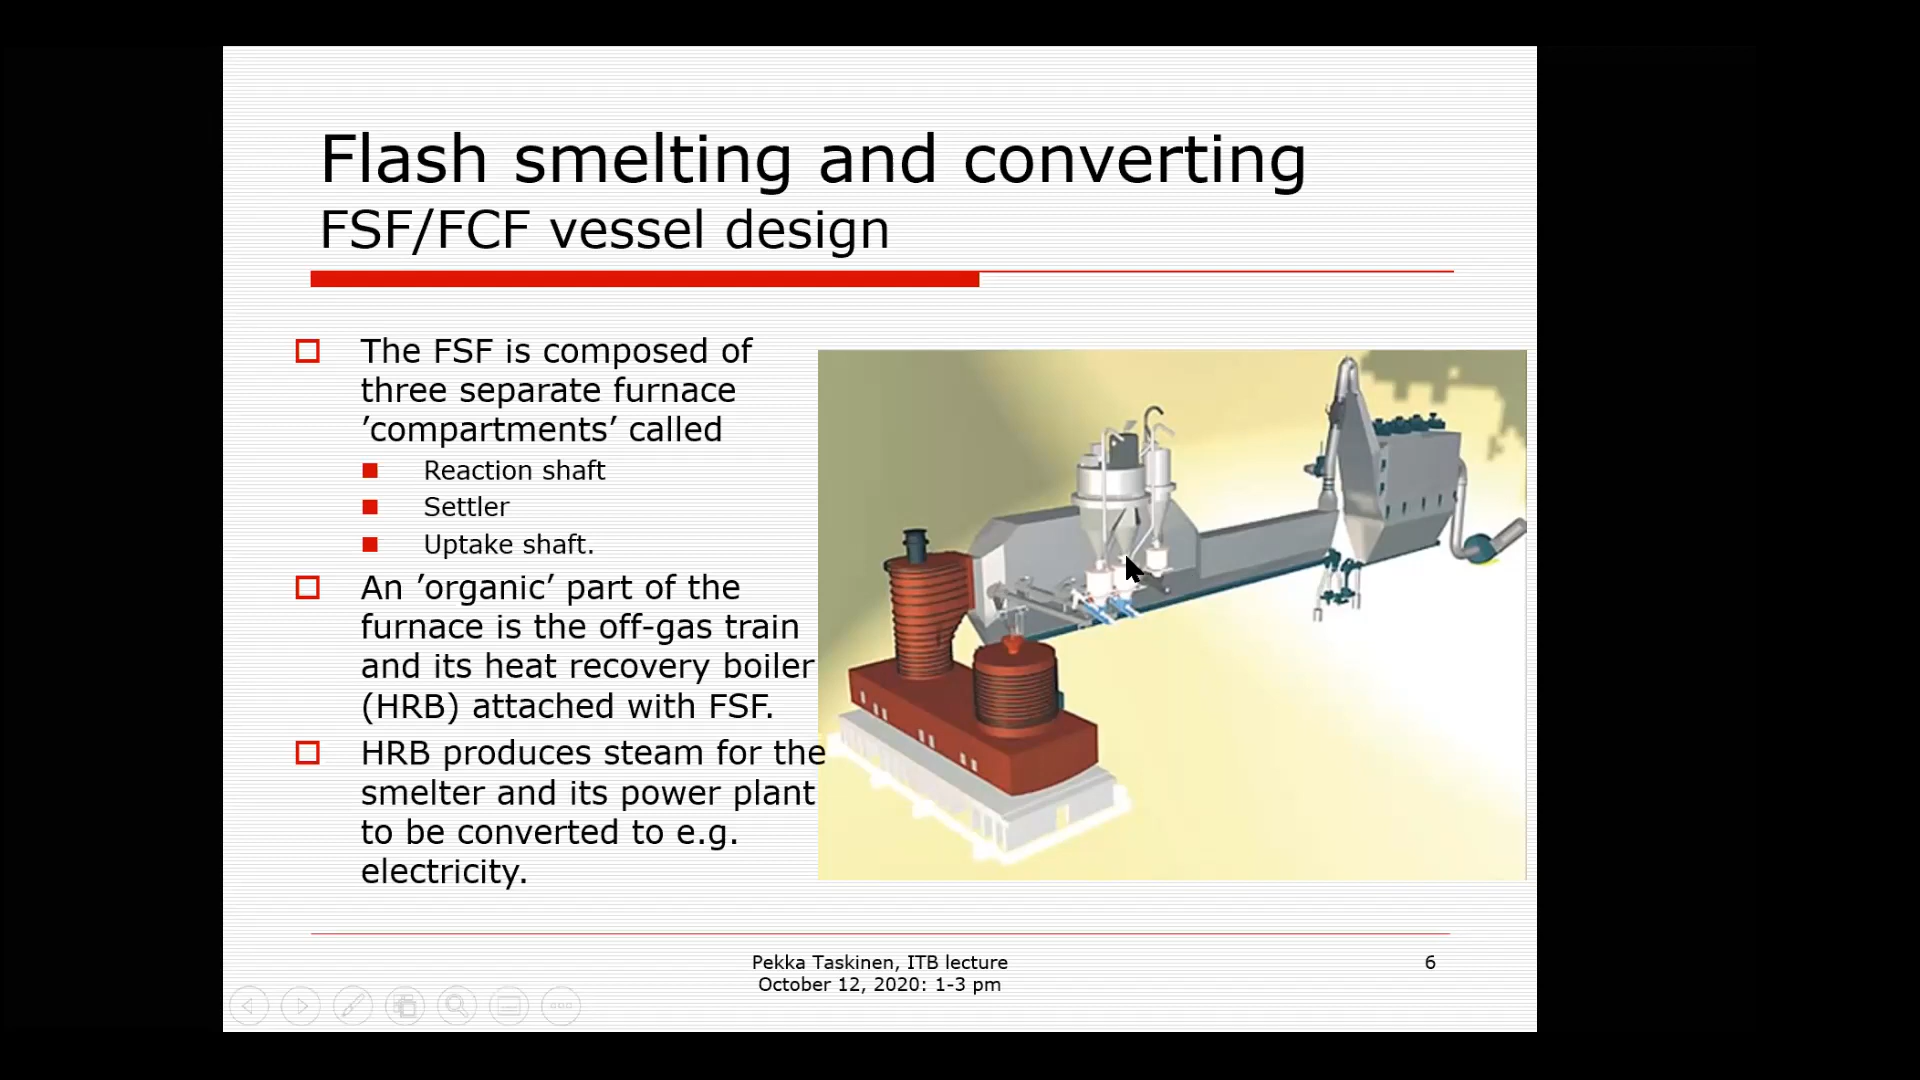 Flash smelting and converting
FSF/FCF vessel design
The FSF is composed of
three separate furnace
’compartments’ called
Reaction shaft
Settler
Uptake shaft.
An ’organic’ part of the
furnace is the off-gas train
and its heat recovery boiler
(HRB) attached with FSF.
HRB produces steam for the
smelter and its power plant
to be converted to e.g.
electricity.
Pekka Taskinen, ITB lecture
October 12, 2020: 1-3 pm
6